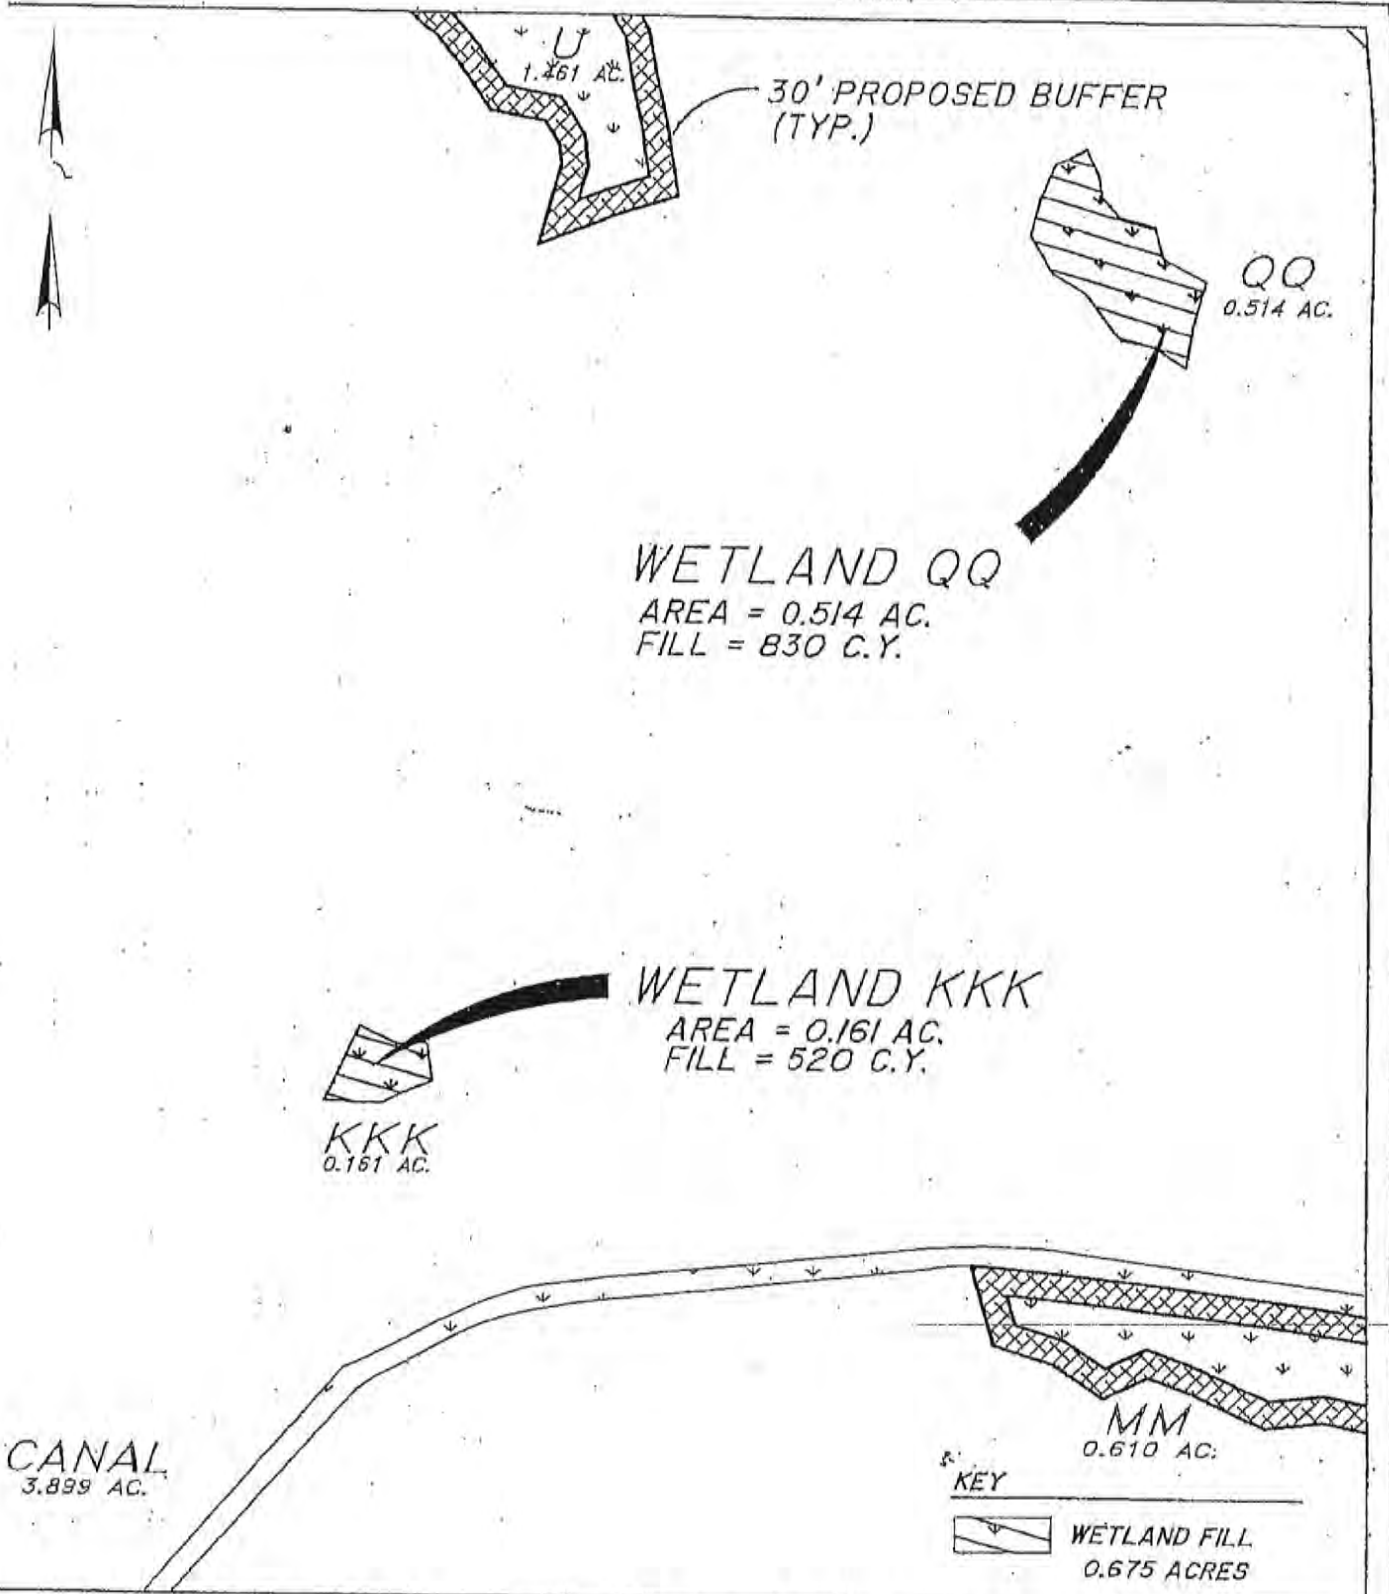 U
1.461 AC.
30' PROPOSED BUFFER
(TYP.)
QQ
0.514 AC.
WETLAND QQ
AREA = 0.514 AC.
FILL = 830 C.Y.
WETLAND KKK
AREA = 0.161 AC.
FILL = 520 C.Y.
KKK
0.161 AC.
MM
0.610 AC.
CANAL
3.899 AC.
KEY
WETLAND FILL
0.675 ACRES